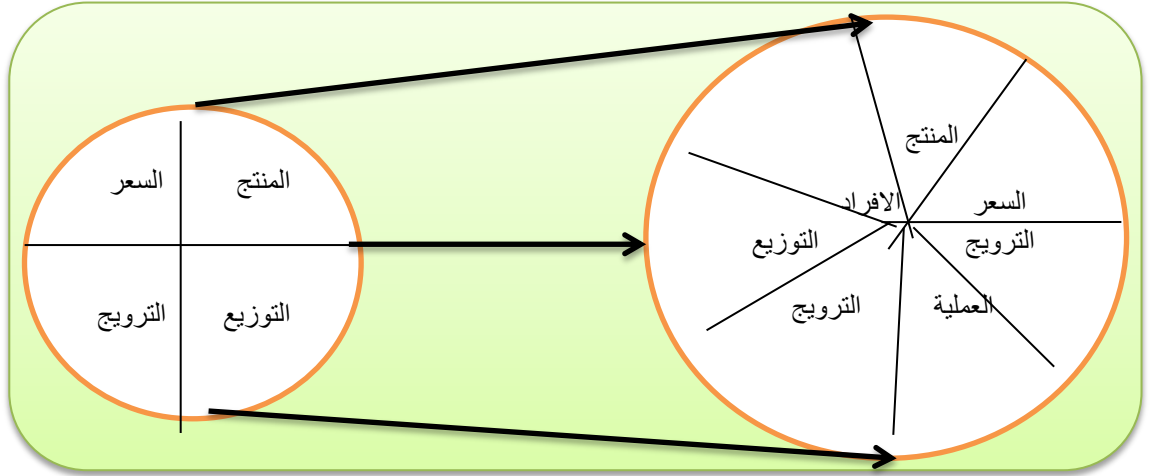 المنتج
السعر
التوزيع
الترويج
المنتج
السعر
الافراد
الترويج
التوزيع
العملية
الترويج